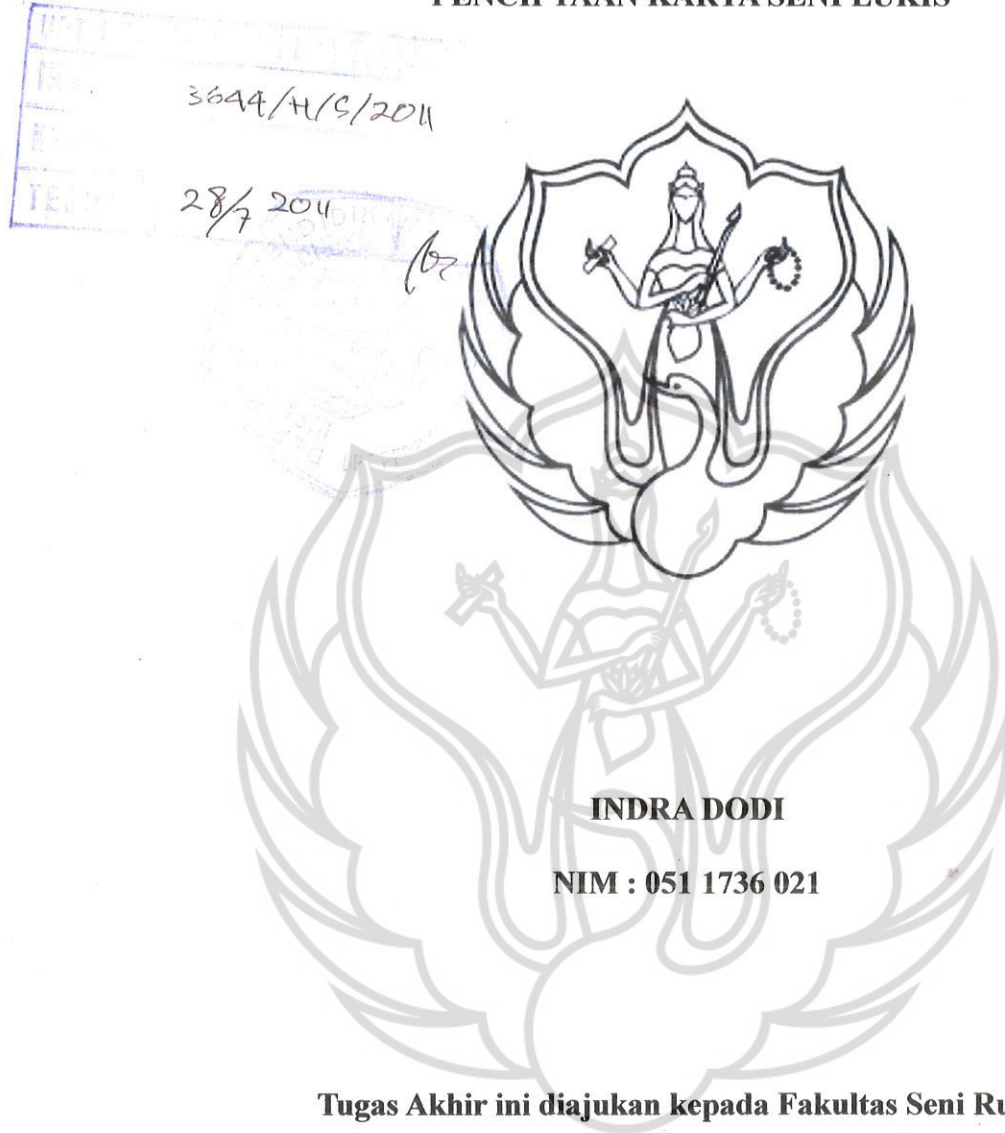 PENCIPTAAN KARYA SENI LUKIS
3644/H/S/2011
28/7 2011
INDRA DODI
NIM : 051 1736 021
Tugas Akhir ini diajukan kepada Fakultas Seni Ru